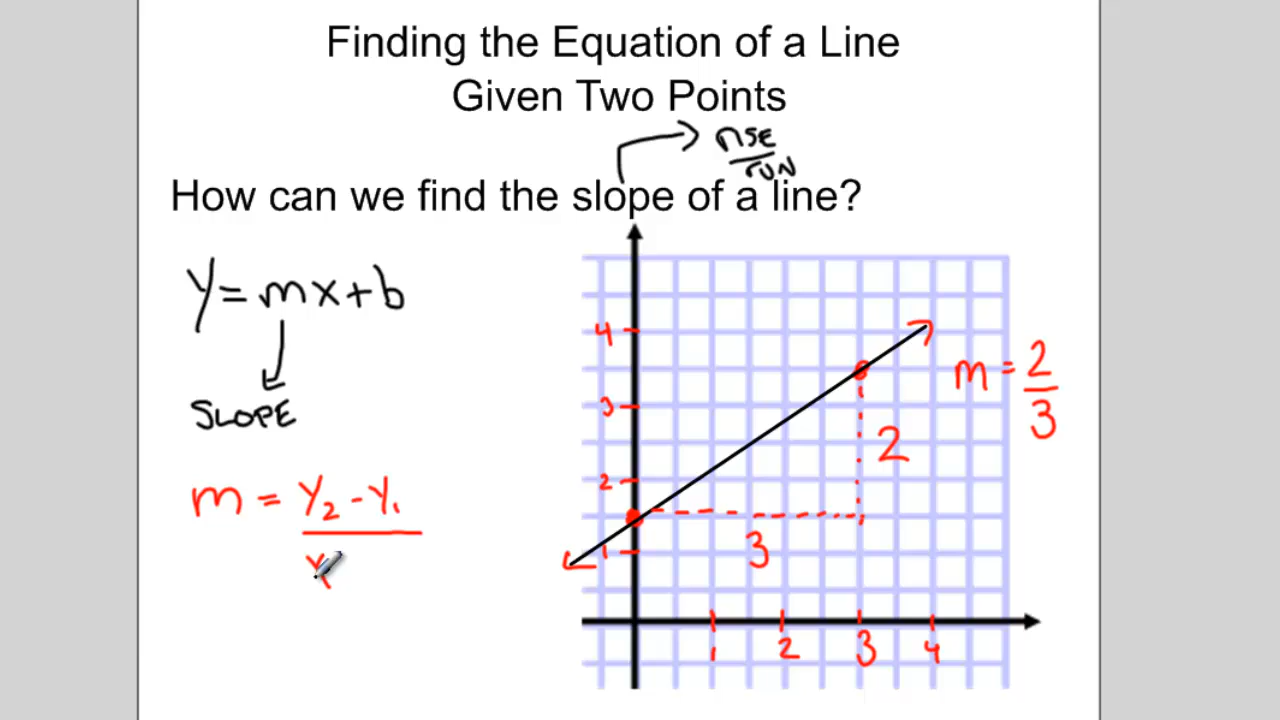 Finding the Equation of a Line
Given Two Points
rise
run
How can we find the slope of a line?
y = mx + b
SLOPE
m = y₂ - y₁
4
3
2
1
m = 2
3
2
3
1 2 3 4